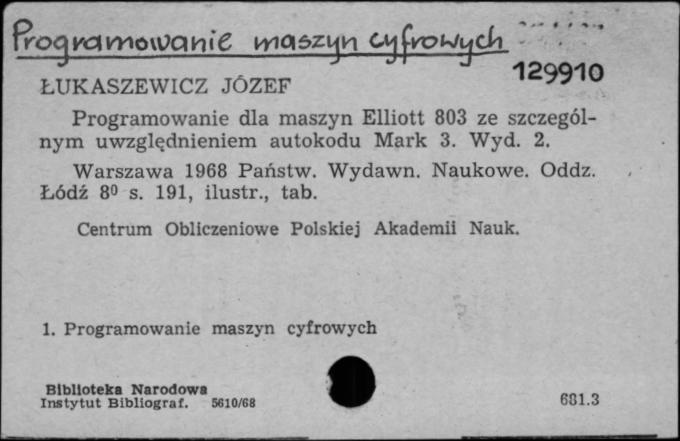 Programowanie maszyn cyfrowych
129910
ŁUKASZEWICZ JÓZEF
Programowanie dla maszyn Elliott 803 ze szczegól-
nym uwzględnieniem autokodu Mark 3. Wyd. 2.
Warszawa 1968 Państw. Wydawn. Naukowe. Oddz.
Łódź 8⁰ s. 191, ilustr., tab.
Centrum Obliczeniowe Polskiej Akademii Nauk.
1. Programowanie maszyn cyfrowych
Biblioteka Narodowa
Instytut Bibliograf. 5610/68
681.3